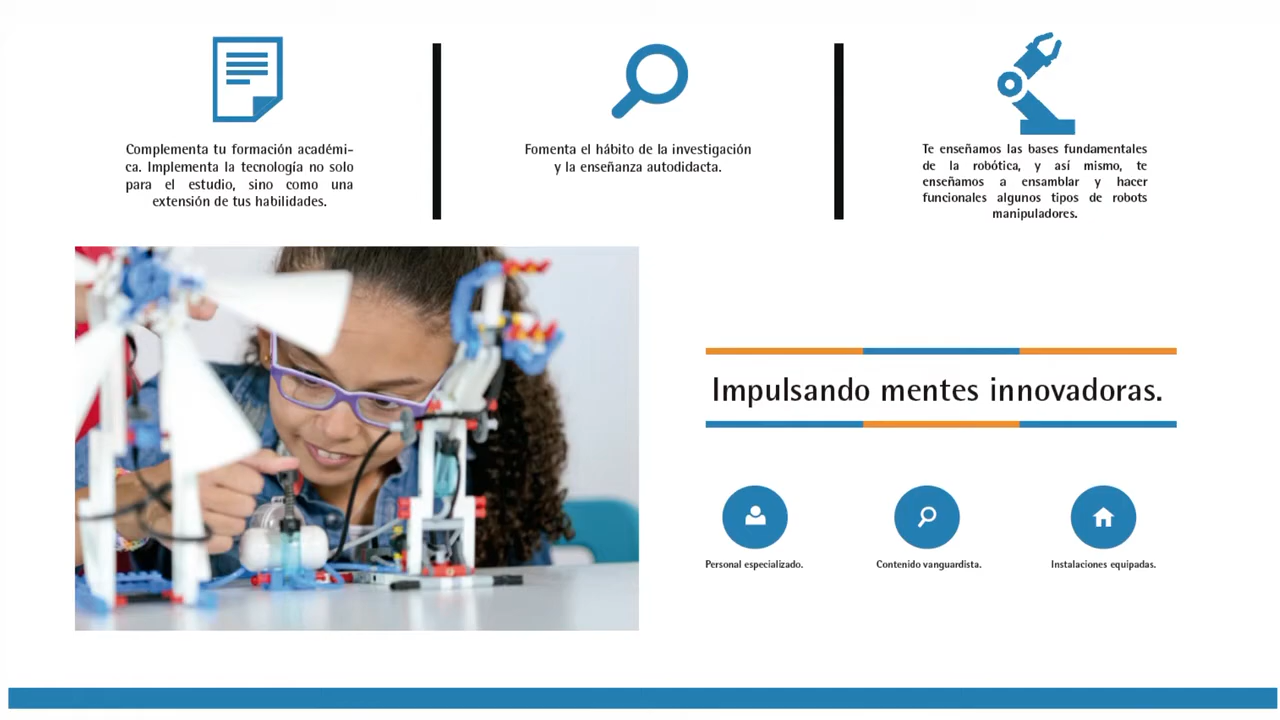 Complementa tu formación académi-
ca. Implementa la tecnología no solo
para el estudio, sino como una
extensión de tus habilidades.
Fomenta el hábito de la investigación
y la enseñanza autodidacta.
Te enseñamos las bases fundamentales
de la robótica, y así mismo, te
enseñamos a ensamblar y hacer
funcionales algunos tipos de robots
manipuladores.
Impulsando mentes innovadoras.
Personal especializado.
Contenido vanguardista.
Instalaciones equipadas.